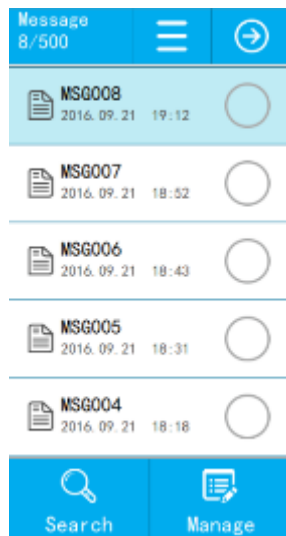 Message
8/500
MSG008
2016.09.21 19:12
MSG007
2016.09.21 18:52
MSG006
2016.09.21 18:43
MSG005
2016.09.21 18:31
MSG004
2016.09.21 18:18
Search Manage